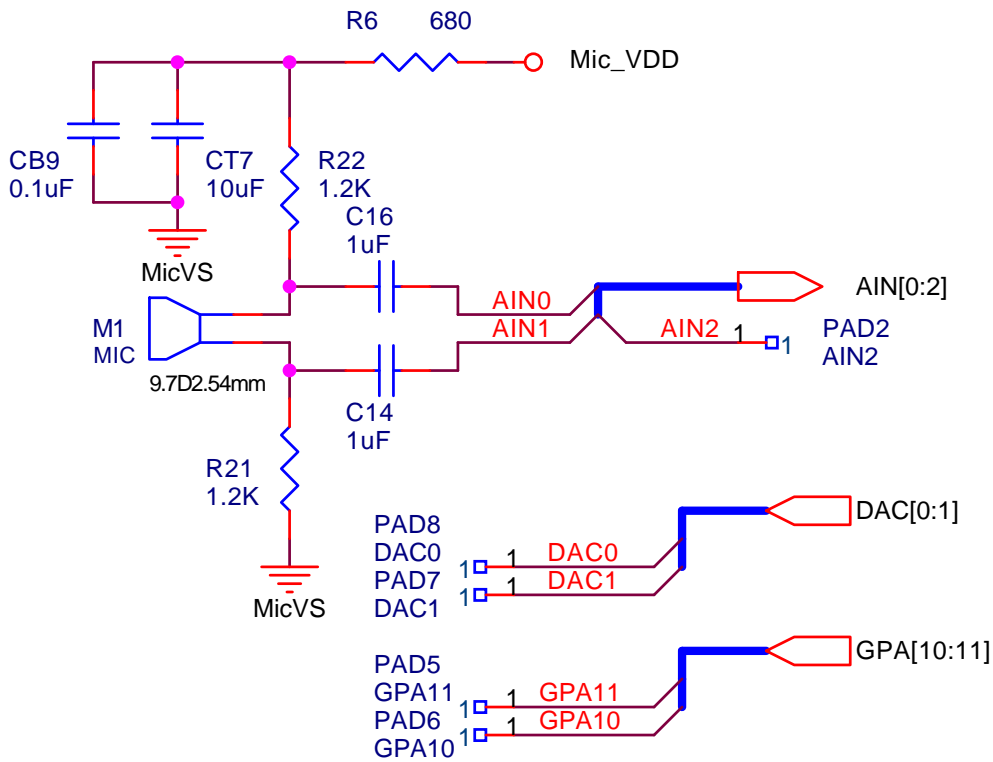 R6 680
Mic_VDD
CB9
0.1uF
CT7
10uF
R22
1.2K
C16
1uF
MicVS
M1
MIC
9.7D2.54mm
AIN0
AIN1
AIN2
1
1
AIN[0:2]
PAD2
AIN2
C14
1uF
R21
1.2K
MicVS
PAD8
DAC0
PAD7
DAC1
1
1
DAC0
1
1
DAC1
DAC[0:1]
PAD5
GPA11
PAD6
GPA10
1
1
GPA11
1
1
GPA10
GPA[10:11]